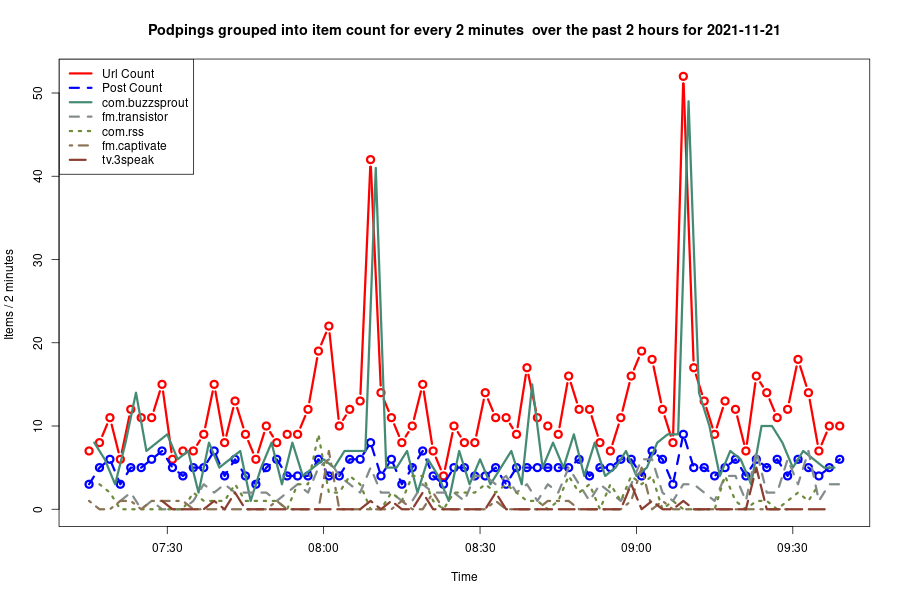 Podpings grouped into item count for every 2 minutes  over the past 2 hours for 2021-11-21
Url Count
Post Count
com.buzzsprout
fm.transistor
com.rss
fm.captivate
tv.3speak
Items / 2 minutes
50
40
30
20
10
0
07:30
08:00
08:30
09:00
09:30
Time